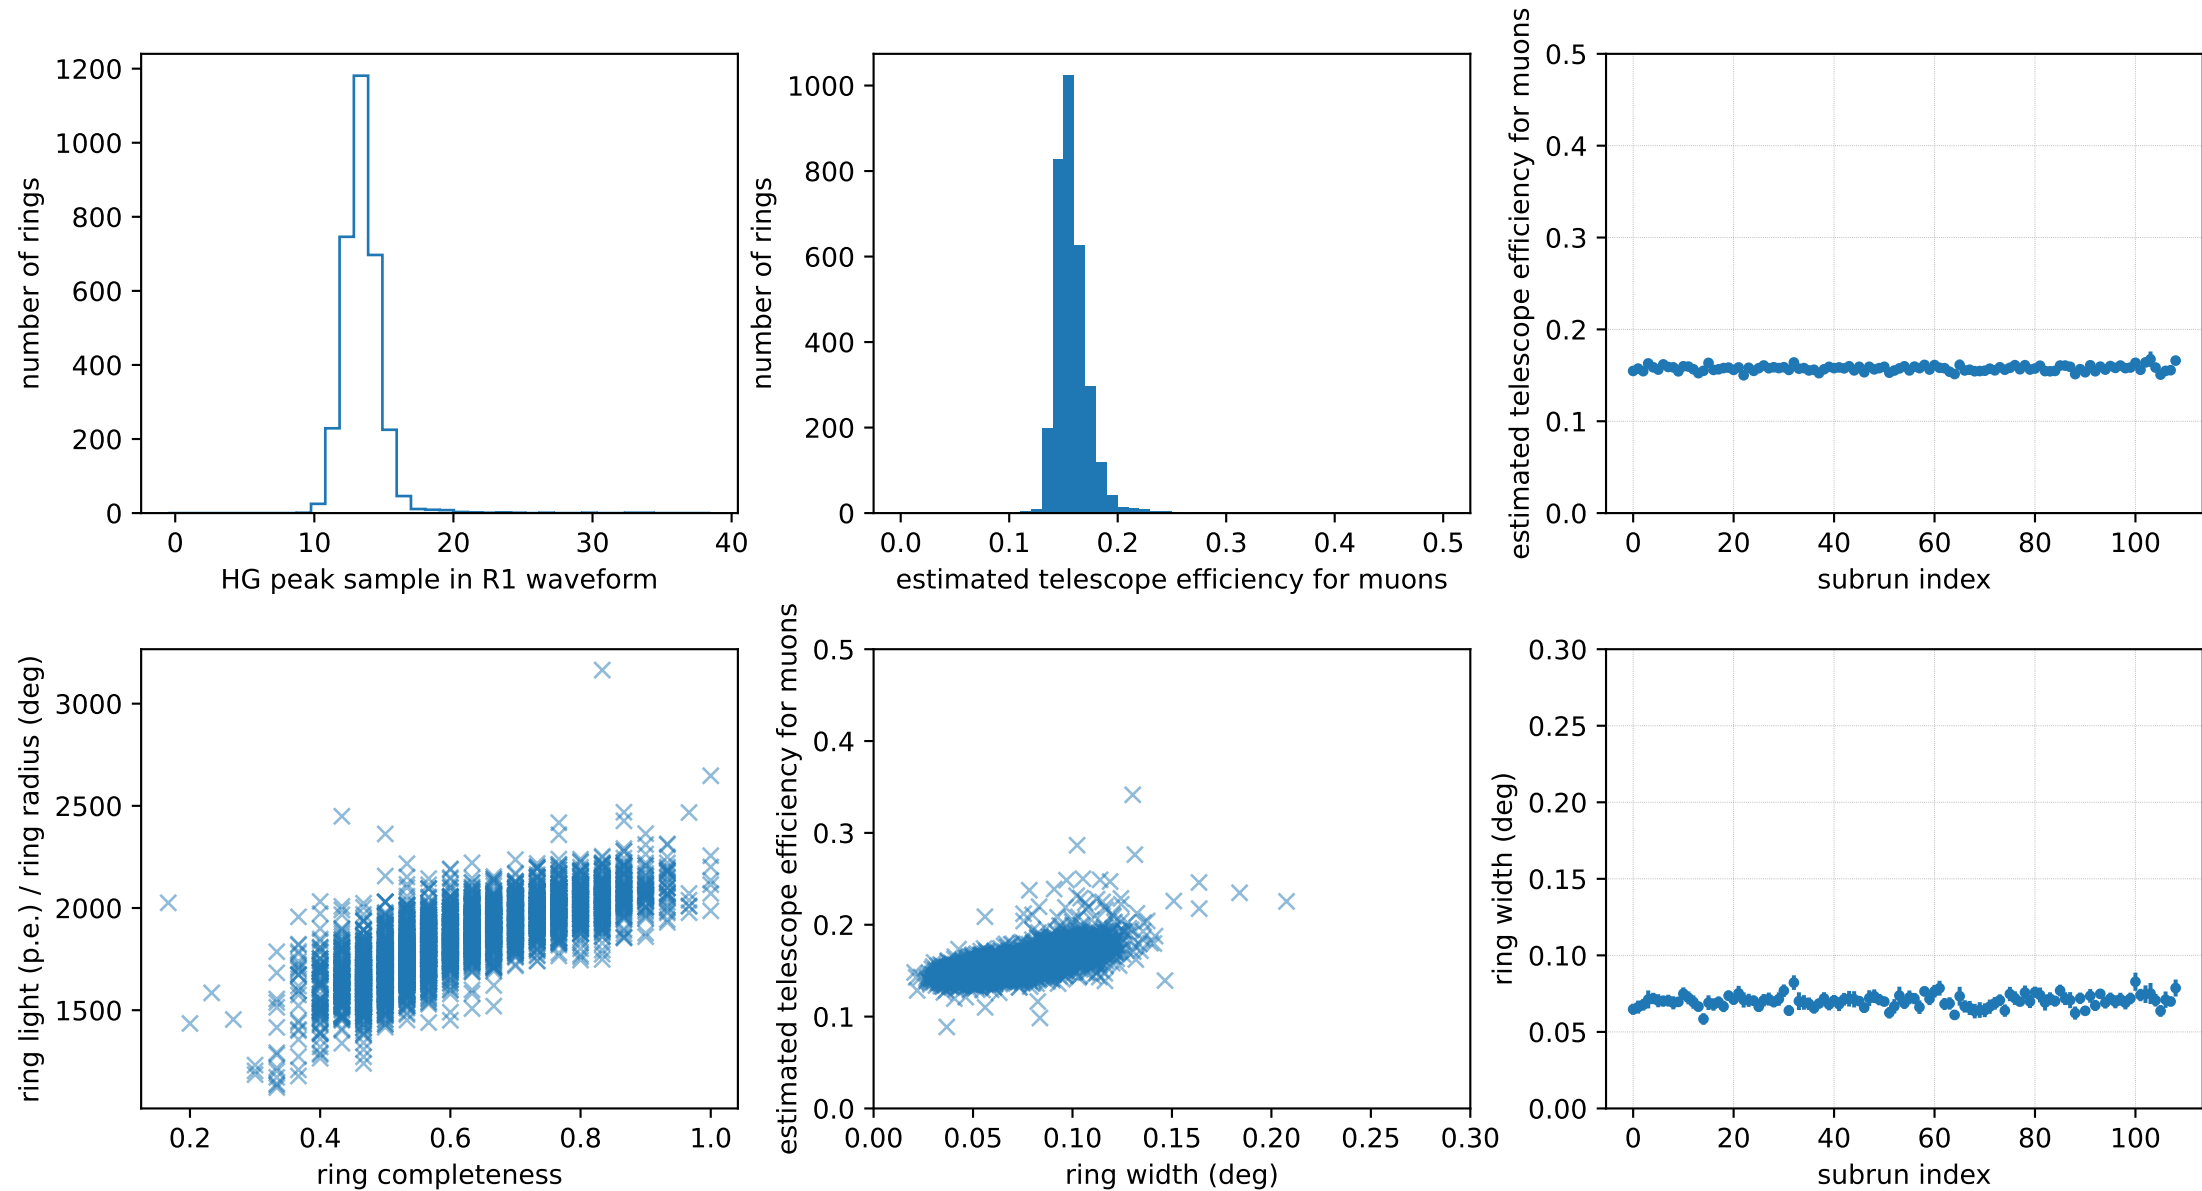 number of rings
1200
1000
800
600
400
200
0
0 10 20 30 40
HG peak sample in R1 waveform
number of rings
1000
800
600
400
200
0
0.0 0.1 0.2 0.3 0.4 0.5
estimated telescope efficiency for muons
estimated telescope efficiency for muons
0.5
0.4
0.3
0.2
0.1
0.0
0 20 40 60 80 100
subrun index
ring light (p.e.) / ring radius (deg)
3000
2500
2000
1500
0.2 0.4 0.6 0.8 1.0
ring completeness
estimated telescope efficiency for muons
0.5
0.4
0.3
0.2
0.1
0.0
0.00 0.05 0.10 0.15 0.20 0.25 0.30
ring width (deg)
ring width (deg)
0.30
0.25
0.20
0.15
0.10
0.05
0.00
0 20 40 60 80 100
subrun index